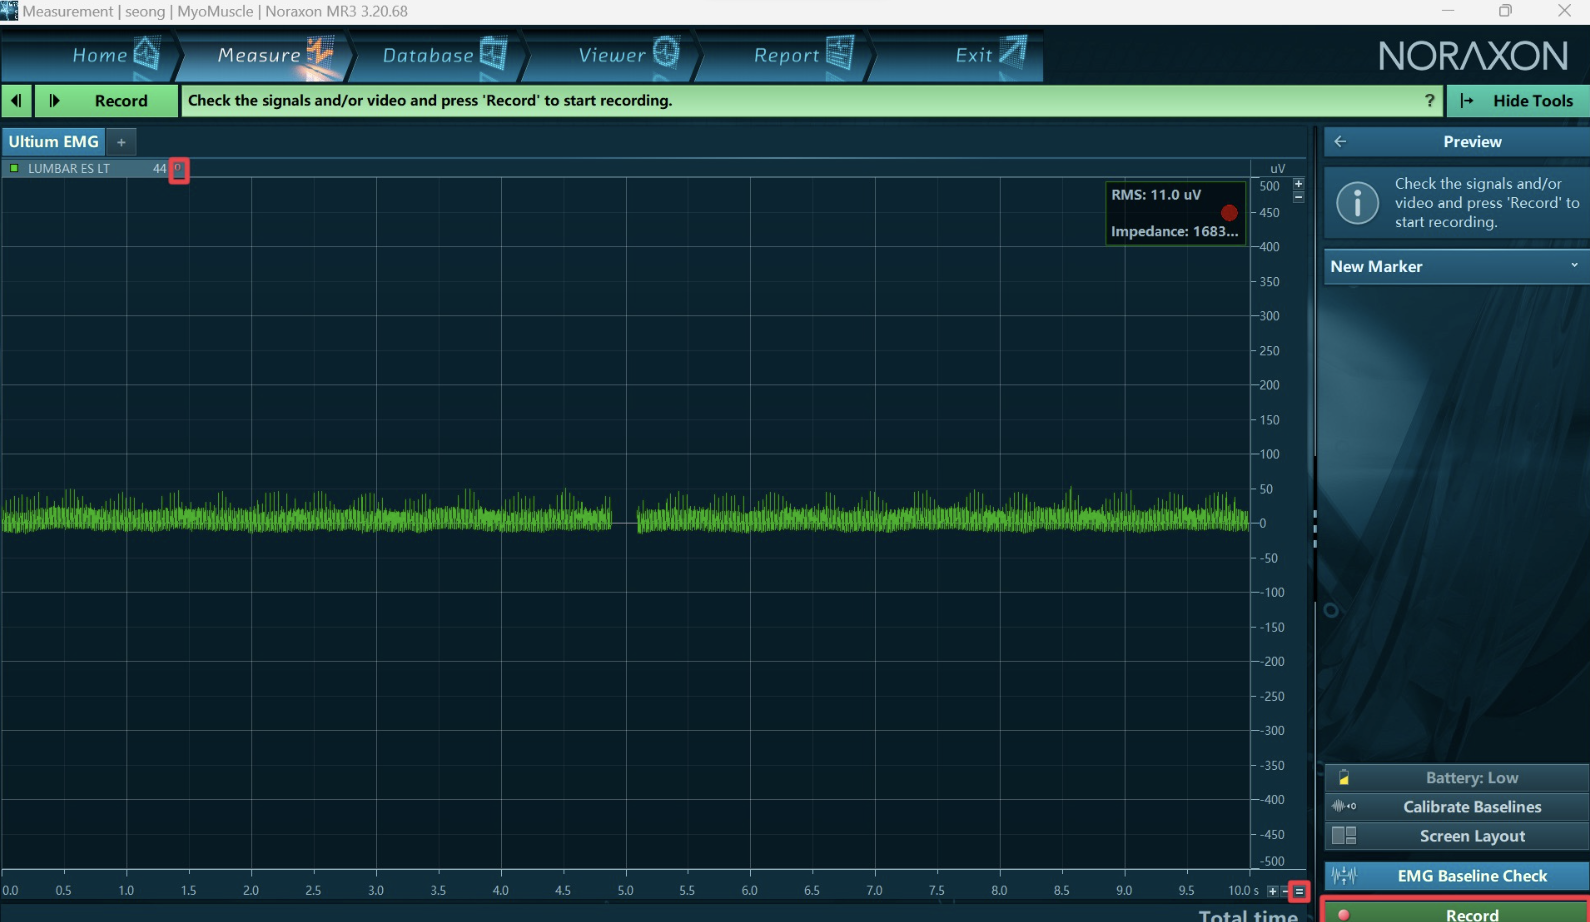 Measurement | seong | MyoMuscle | Noraxon MR3 3.20.68
Home
Measure
Database
Viewer
Report
Exit
NORAXON
Record
Check the signals and/or video and press 'Record' to start recording.
?
Hide Tools
Ultium EMG
+
Preview
LUMBAR ES LT 44
uV
Check the signals and/or
video and press 'Record' to
start recording.
RMS: 11.0 uV
Impedance: 1683...
New Marker
500
450
400
350
300
250
200
150
100
50
0
-50
-100
-150
-200
-250
-300
-350
-400
-450
-500
Battery: Low
Calibrate Baselines
Screen Layout
EMG Baseline Check
0.0 0.5 1.0 1.5 2.0 2.5 3.0 3.5 4.0 4.5 5.0 5.5 6.0 6.5 7.0 7.5 8.0 8.5 9.0 9.5 10.0 s
Total time
Record